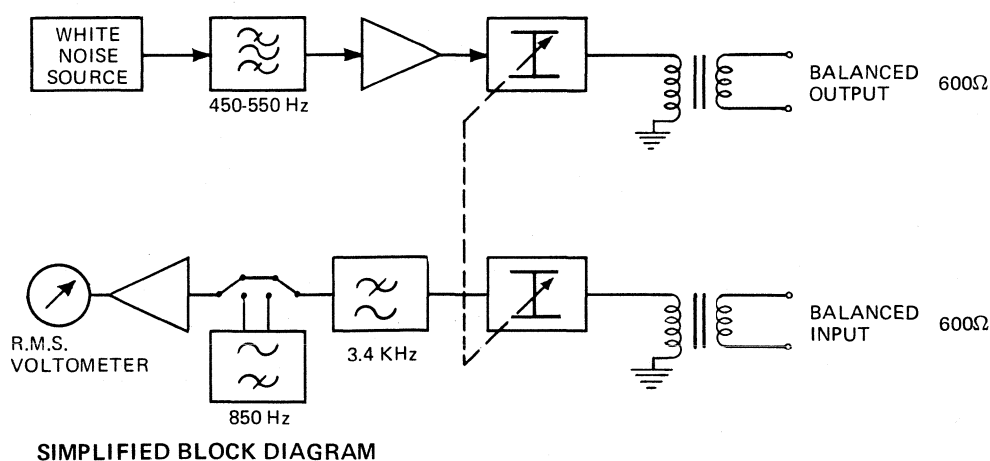 WHITE
NOISE
SOURCE
450-550 Hz
BALANCED
OUTPUT
600Ω
R.M.S.
VOLTOMETER
850 Hz
3.4 KHz
BALANCED
INPUT
600Ω
SIMPLIFIED BLOCK DIAGRAM